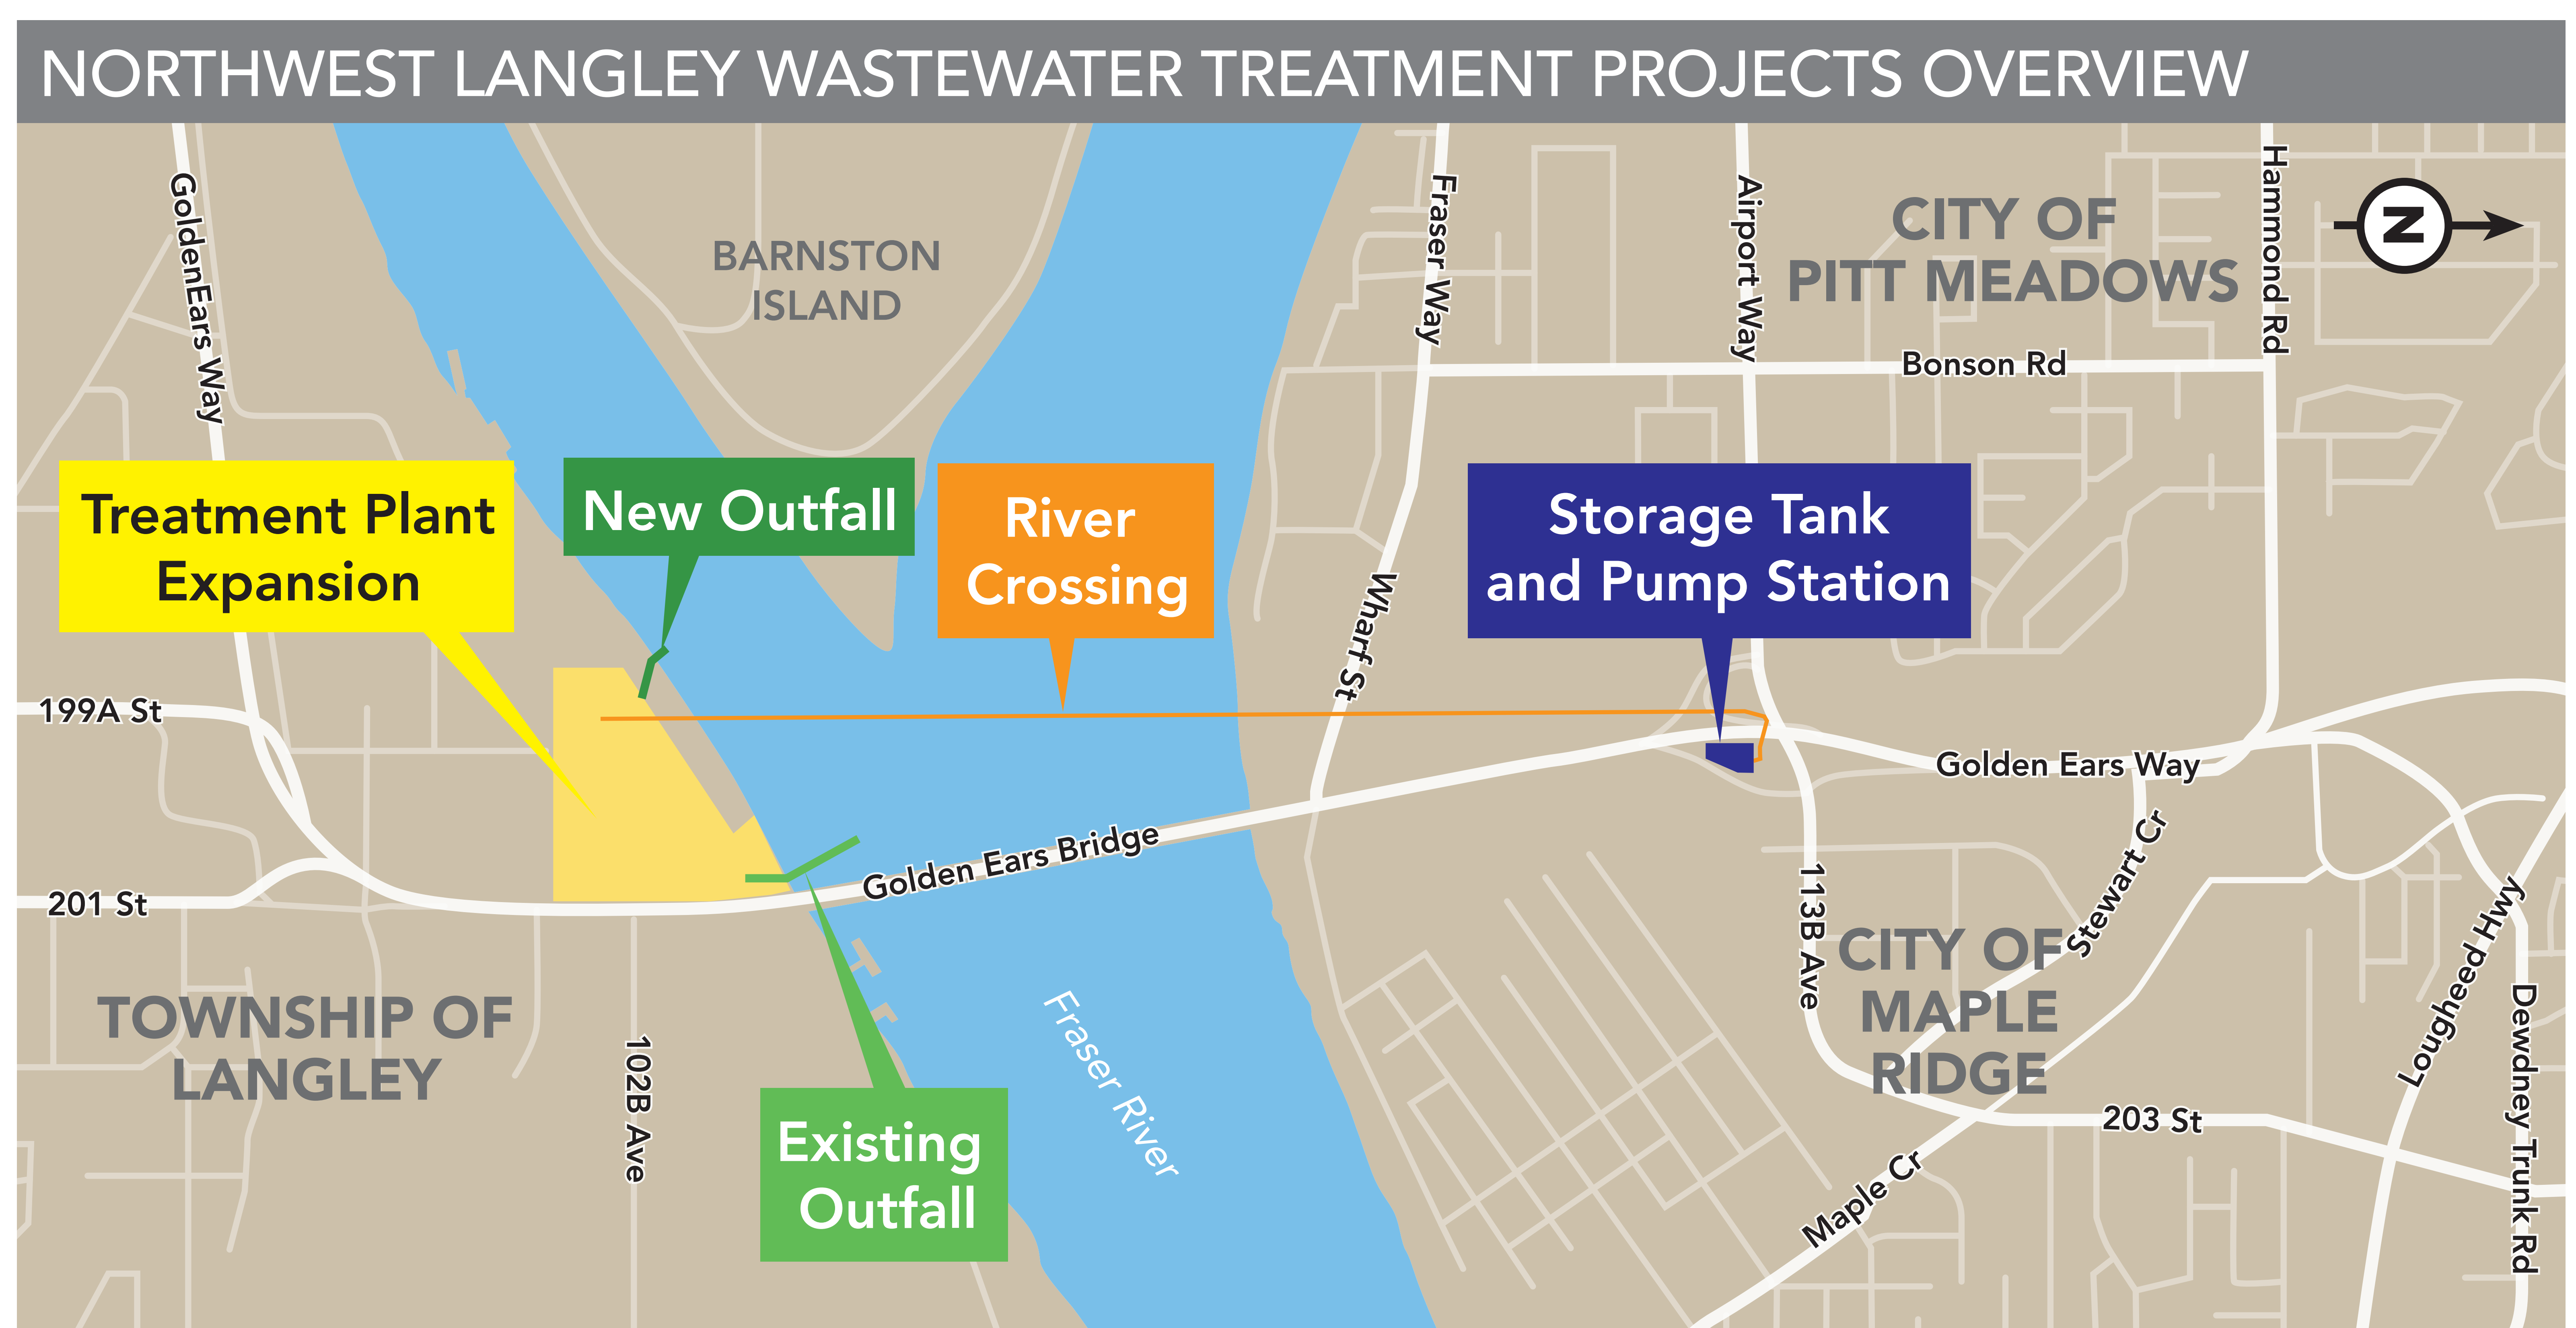 NORTHWEST LANGLEY WASTEWATER TREATMENT PROJECTS OVERVIEW
GoldenEars Way
BARNSTON
ISLAND
Fraser Way
Airport Way
CITY OF
PITT MEADOWS
Hammond Rd
N
Bonson Rd
Treatment Plant
Expansion
New Outfall
River
Crossing
Storage Tank
and Pump Station
Wharf St
199A St
Golden Ears Way
201 St
Golden Ears Bridge
113B Ave
Stewart Cr
CITY OF
MAPLE
RIDGE
Lougheed Hwy
Dewdney Trunk Rd
TOWNSHIP OF
LANGLEY
102B Ave
Fraser River
Existing
Outfall
203 St
Maple Cr